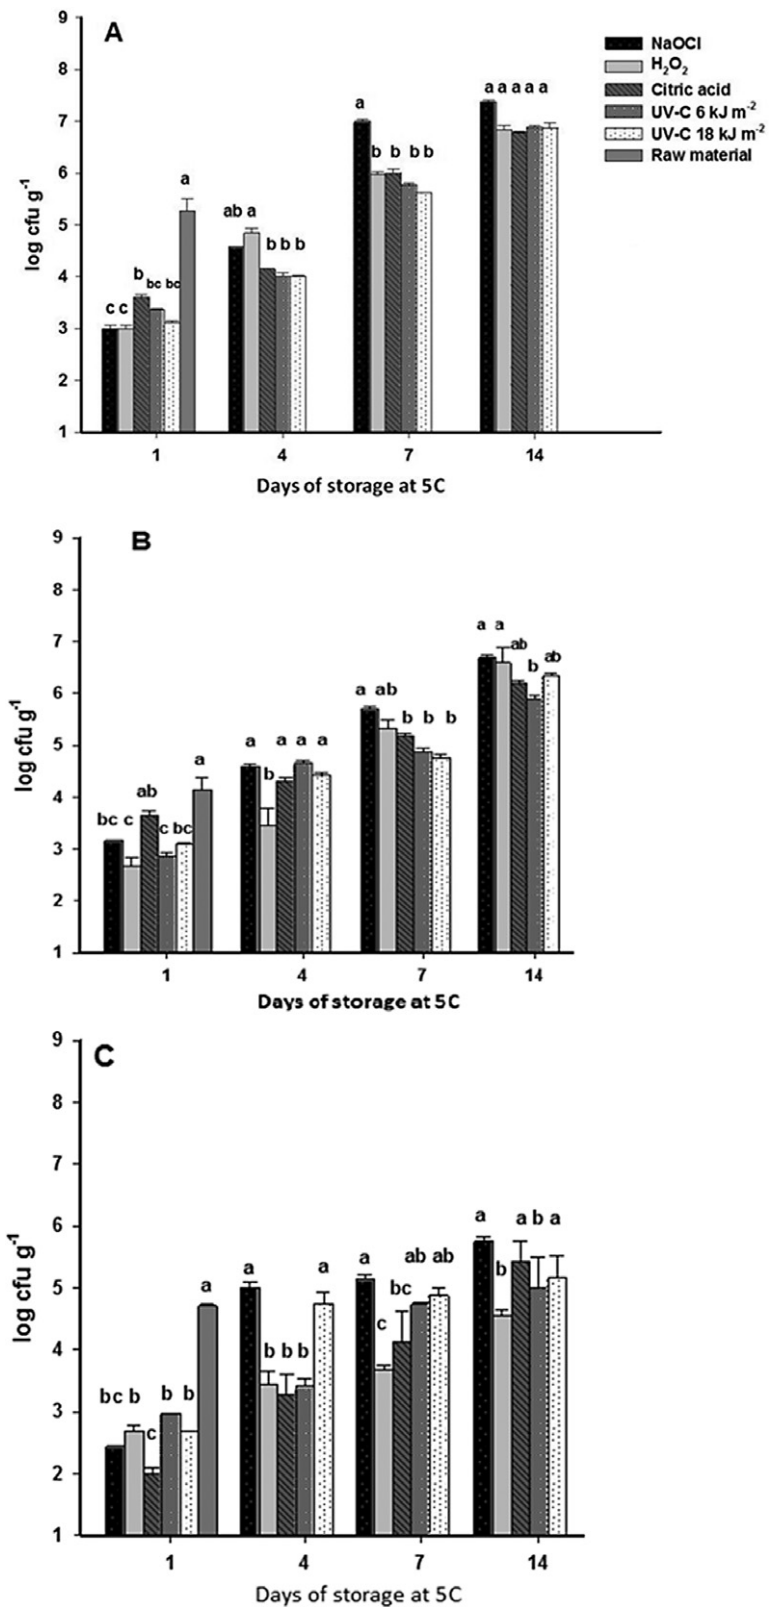 A
NaOCl
H2O2
Citric acid
UV-C 6 kJ m-2
UV-C 18 kJ m-2
Raw material
log cfu g-1
9
8
7
6
5
4
3
2
1
c c b bc bc a
ab a b b b
a b b b b
a a a a a
1 4 7 14
Days of storage at 5C
B
log cfu g-1
9
8
7
6
5
4
3
2
1
bc c ab c bc a
a b a a a
a ab b b b
a a ab b ab
1 4 7 14
Days of storage at 5C
C
log cfu g-1
9
8
7
6
5
4
3
2
1
bc b c b b a
a b b b a
a c bc ab ab
a b a b a
1 4 7 14
Days of storage at 5C